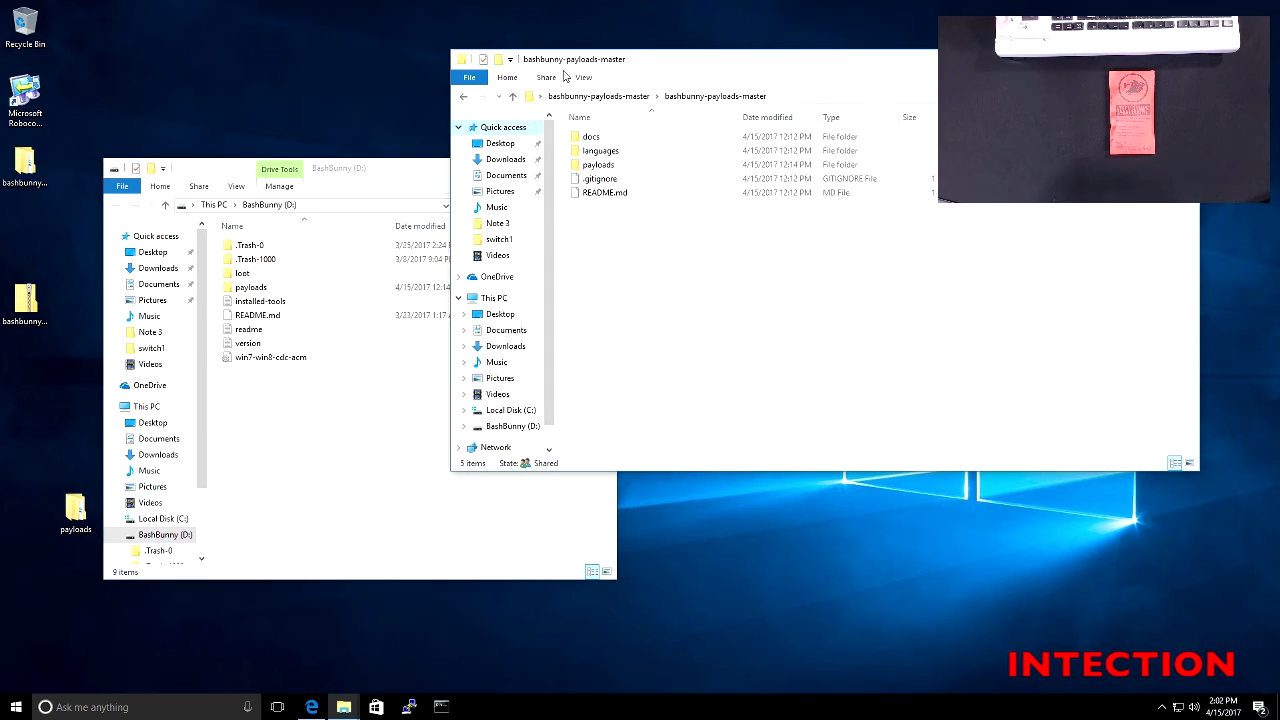 Recycle Bin
Microsoft
Roboco...
bashbunny...
bashbunny...
payloads
Drive Tools
BashBunny (D:)
File
Home
Share
View
Manage
This PC
BashBunny (D:)
Name
Date modified
Quick access
Desktop
Downloads
Documents
Pictures
Music
Note 3
switch1
Videos
OneDrive
This PC
Desktop
Documents
Downloads
Music
Pictures
Videos
Local Disk (C:)
BashBunny (D:)
.Trash-0
.Trash-0 3/25/2017 2:24
.Trash-1000 3/8/2017 9:04 P
loot
payloads 4/15/2017 12:14
installed-tools
README.md 3/23/2017 1:17
readme
version
win7-win8-cdc-acm
9 items
bashbunny-payloads-master
File
Home
Share
View
bashbunny-payloads-master
bashbunny-payloads-master
Name
Date modified
Type
Size
Quick access
Desktop
Downloads
Documents
Pictures
Music
Note 3
switch1
Videos
OneDrive
This PC
Desktop
Documents
Downloads
Music
Pictures
Videos
Local Disk (C:)
BashBunny (D:)
Network
docs 4/15/2017 12:12 PM File folder
languages 4/15/2017 12:12 PM File folder
payloads 4/15/2017 12:14 PM File folder
.gitignore 4/15/2017 12:12 PM GITIGNORE File 1
README.md 4/15/2017 12:12 PM MD File 1
5 items
State:
Shared
INTECTION
Ask me anything
2:02 PM
4/15/2017